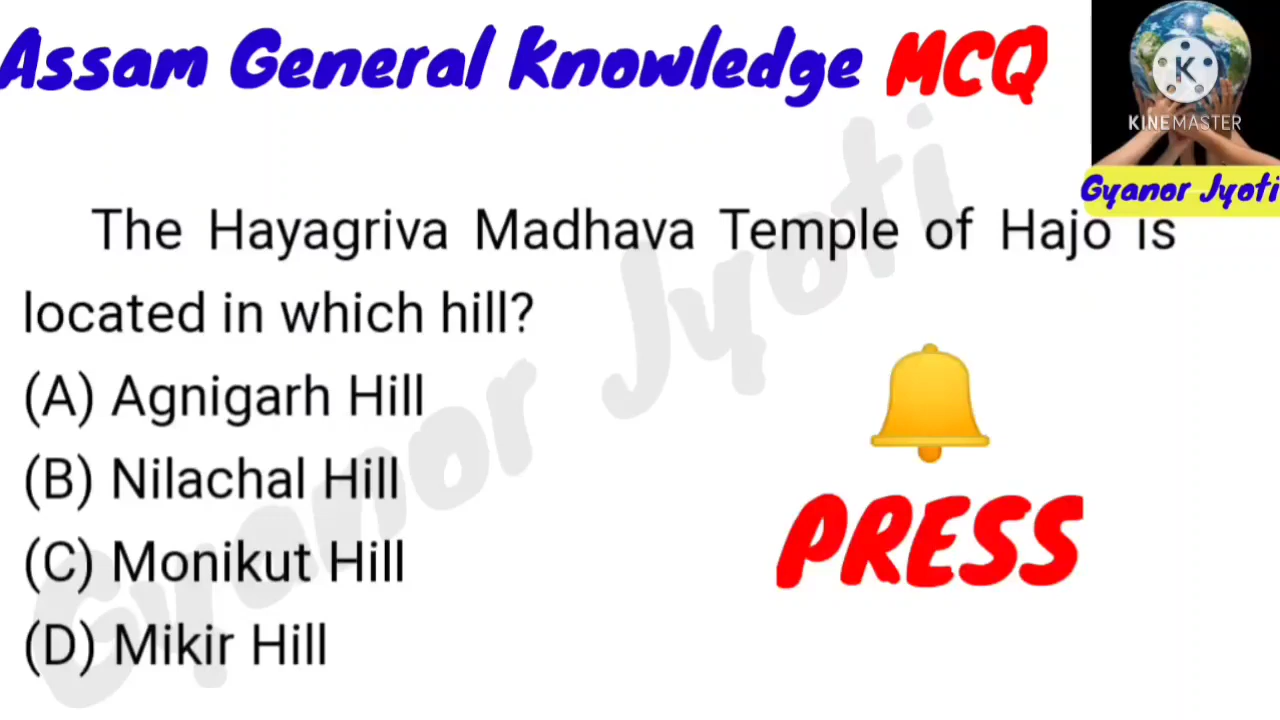 Assam General Knowledge MCQ
K
KINEMASTER
Gyanor Jyoti
The Hayagriva Madhava Temple of Hajo is
located in which hill?
(A) Agnigarh Hill
(B) Nilachal Hill
(C) Monikut Hill
(D) Mikir Hill
PRESS
Gyanor Jyoti